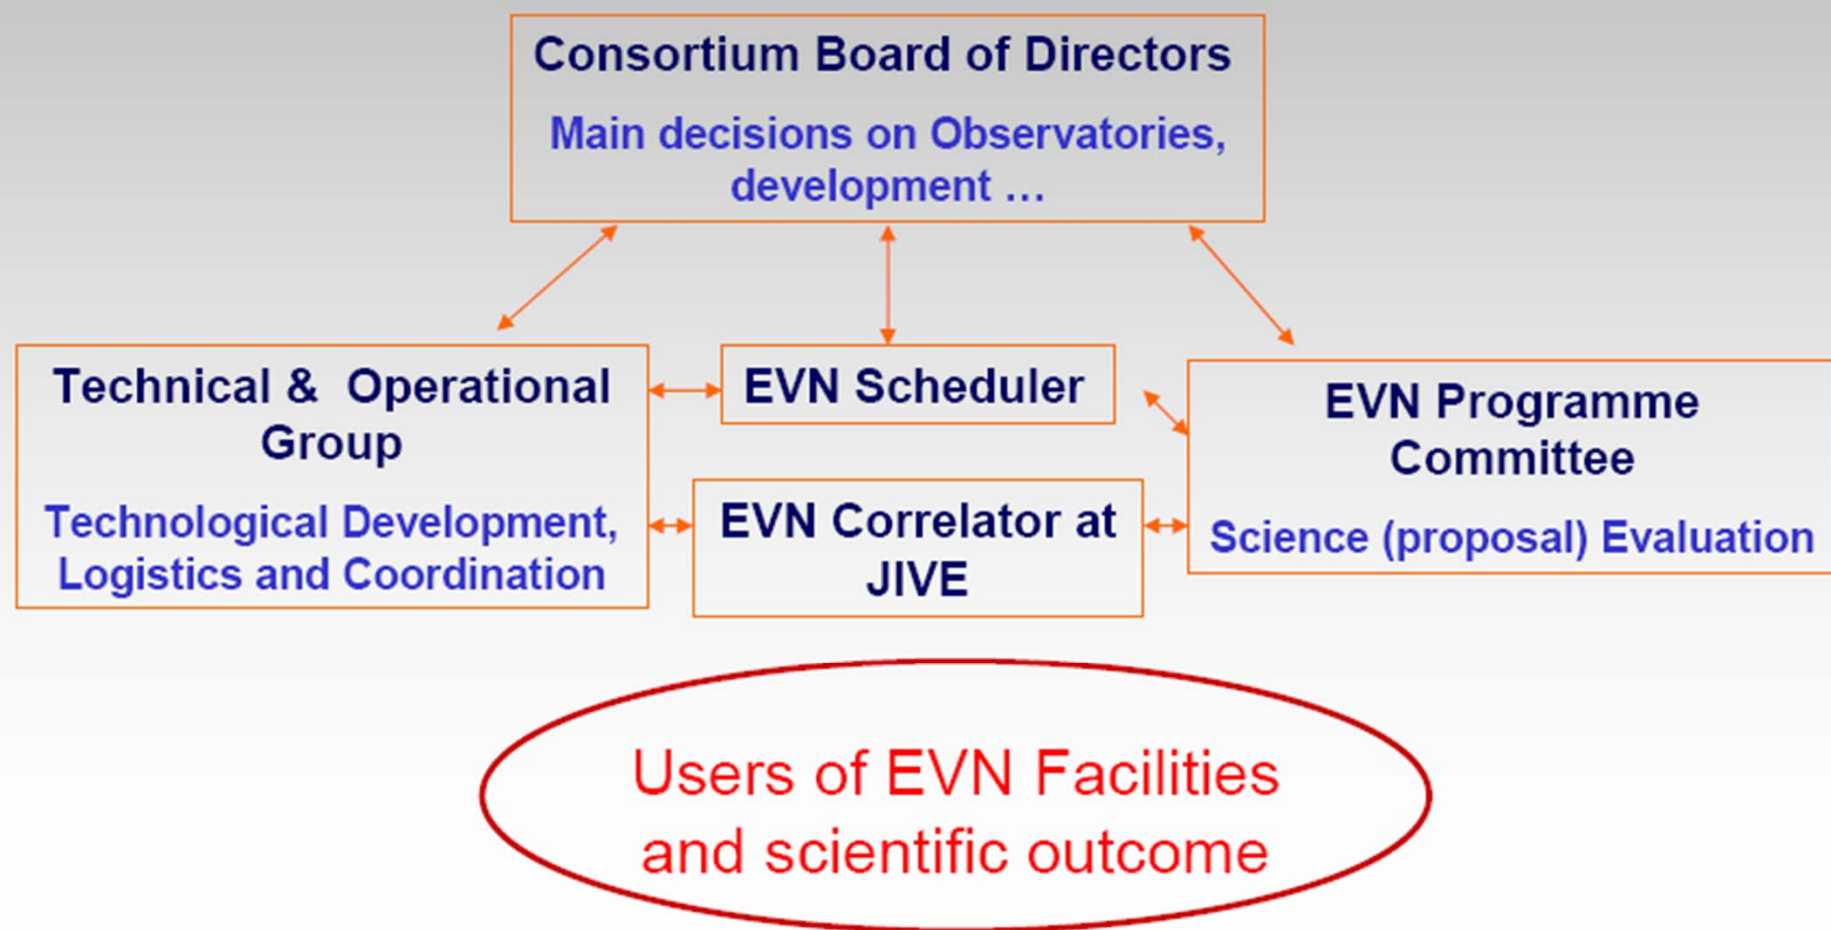 Consortium Board of Directors
Main decisions on Observatories,
development ...
Technical & Operational
Group
Technological Development,
Logistics and Coordination
EVN Scheduler
EVN Correlator at
JIVE
EVN Programme
Committee
Science (proposal) Evaluation
Users of EVN Facilities
and scientific outcome